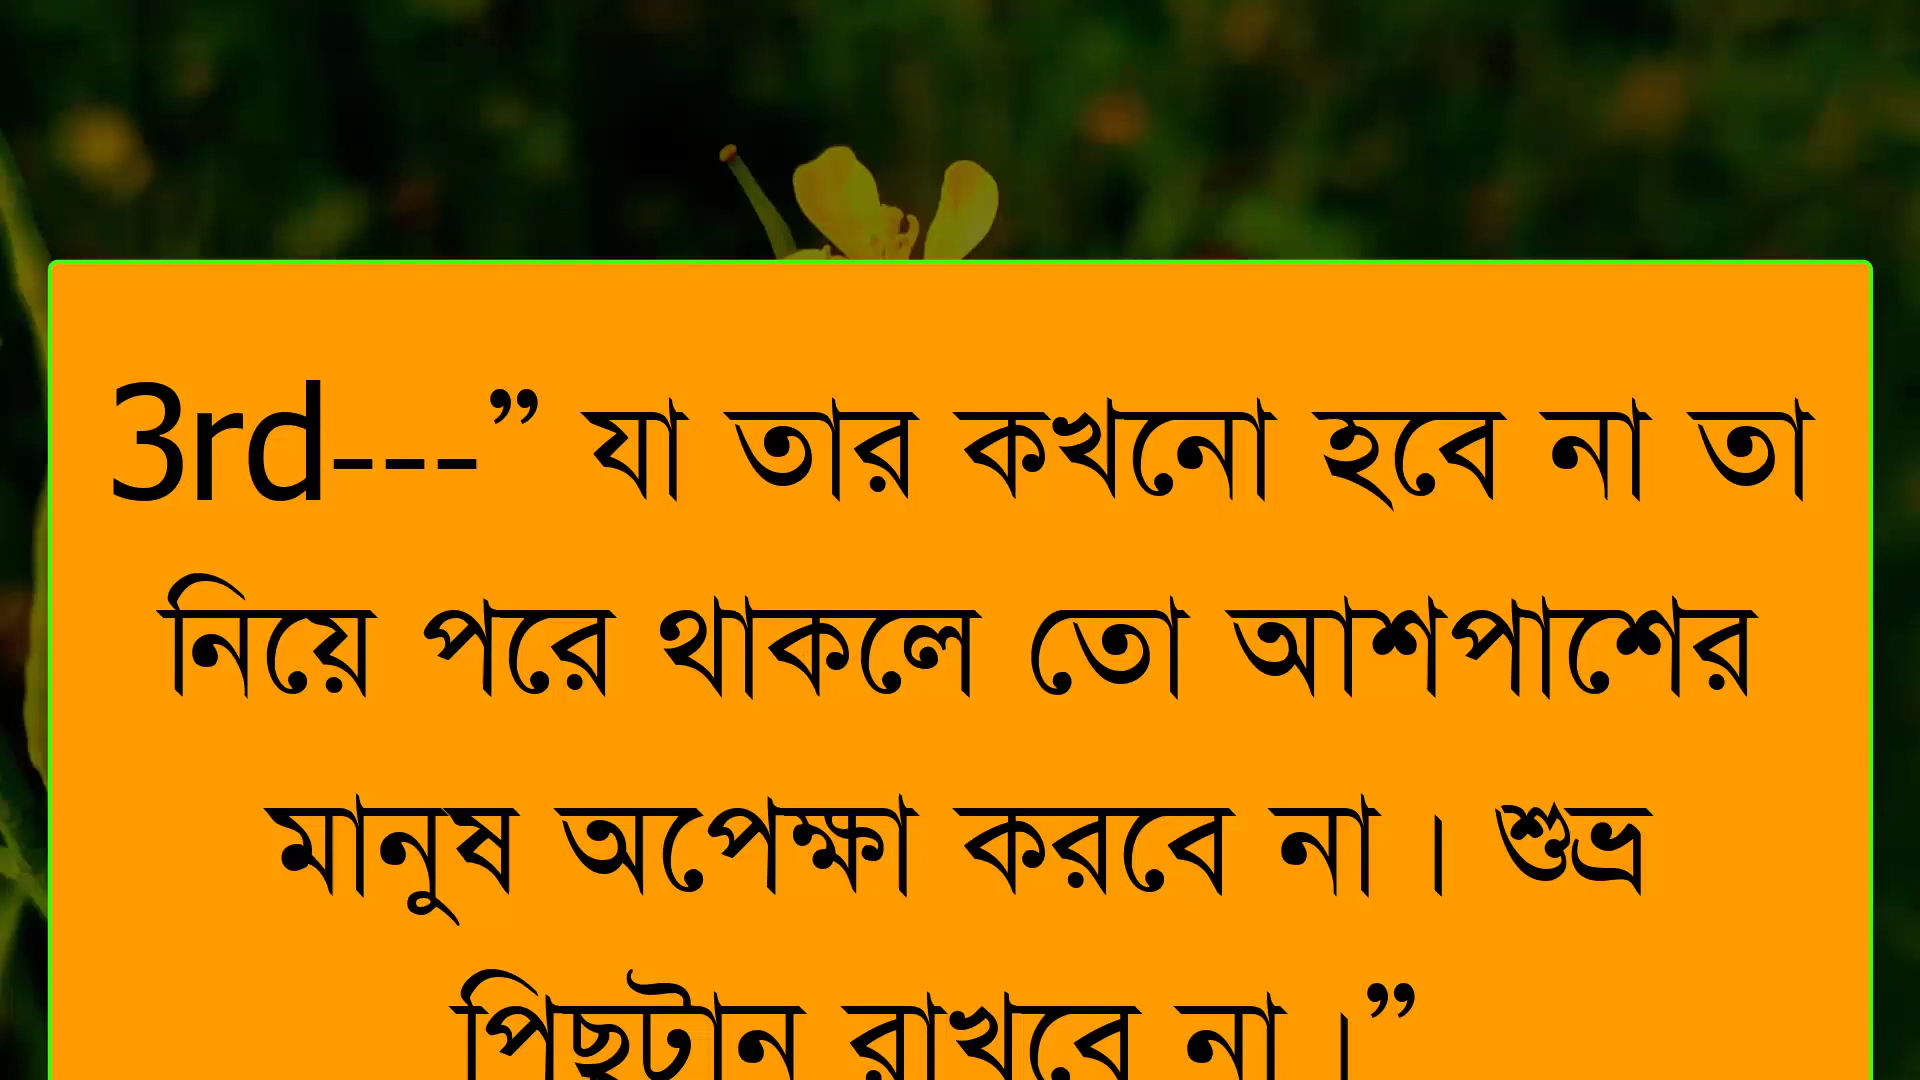 3rd---” যা তার কখনো হবে না তা
নিয়ে পরে থাকলে তো আশপাশের
মানুষ অপেক্ষা করবে না । শুভ্র
পিছুটান রাখবে না ।”